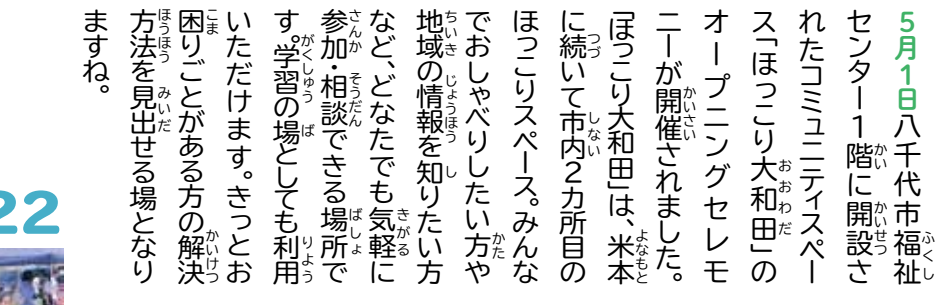 5月1日八千代市福祉
センター1階に開設さ
れたコミュニティスペー
ス「ほっこり大和田」の
オープニングセレモ
ニーが開催されました。
「ほっこり大和田」は、米本
に続いて市内2カ所目の
ほっこりスペース。みんな
でおしゃべりしたい方や
地域の情報を知りたい方
など、どなたでも気軽に
参加・相談できる場所で
す。学習の場としても利用
いただけます。きっとお
困りごとがある方の解決
方法を見出せる場となり
ますね。
22